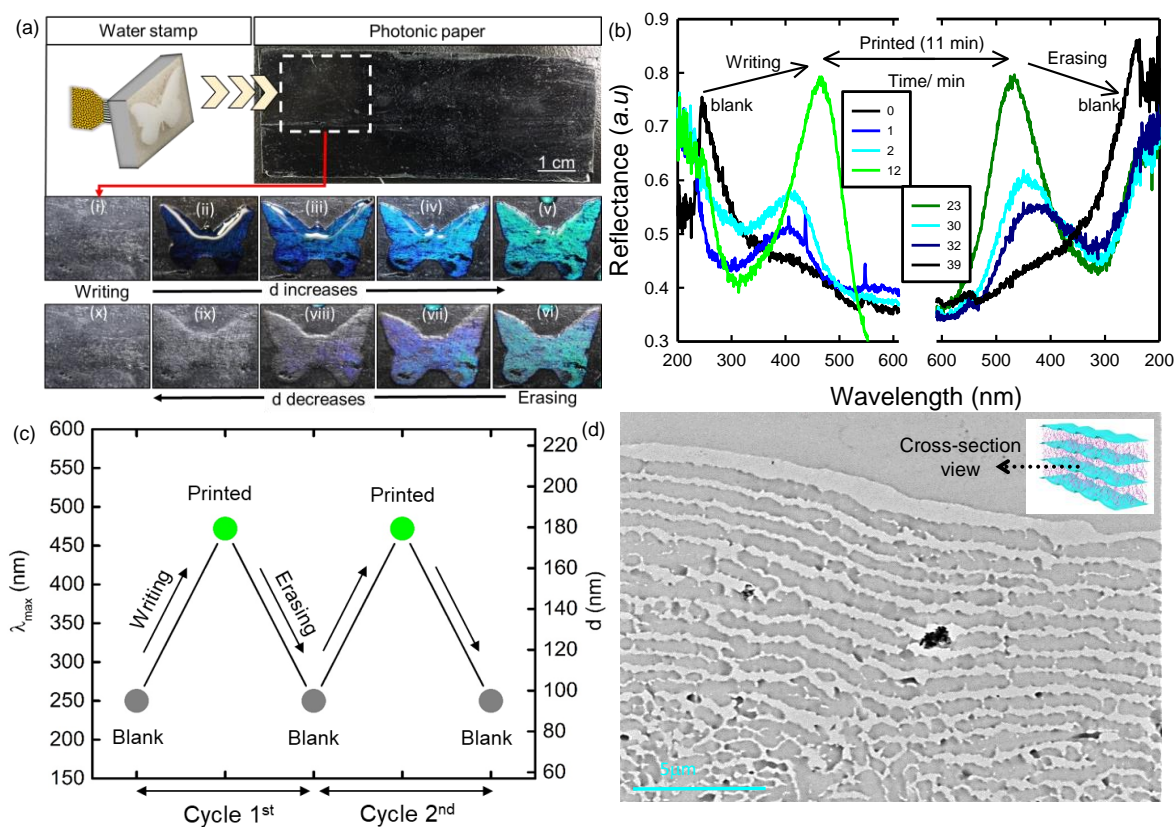 (a)
Water stamp
Photonic paper
1 cm
(i)
(ii)
(iii)
(iv)
(v)
Writing
d increases
(x)
(ix)
(viii)
(vii)
(vi)
d decreases
Erasing
(b)
0.9
0.8
0.7
0.6
0.5
0.4
0.3
Reflectance (a.u)
Writing
Printed (11 min)
Erasing
blank
Time/ min
blank
0
1
2
12
23
30
32
39
200 300 400 500 600 600 500 400 300 200
Wavelength (nm)
(c)
600
550
500
450
400
350
300
250
200
150
λmax (nm)
Printed
Printed
Writing
Erasing
Blank
Blank
Blank
220
200
180
160
140
120
100
80
60
d (nm)
Cycle 1st
Cycle 2nd
(d)
Cross-section
view
5µm